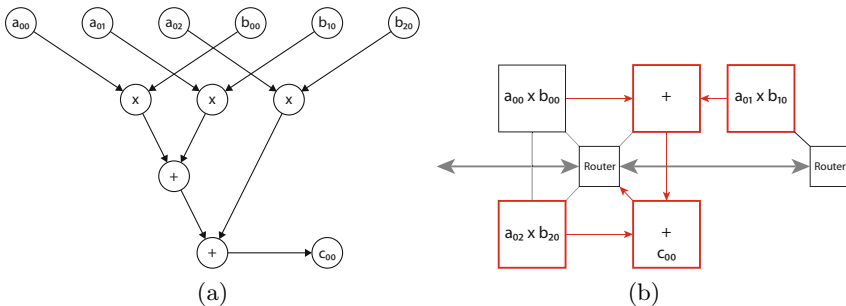 a₀₀ a₀₁ a₀₂ b₀₀ b₁₀ b₂₀
x x x
+
+ c₀₀
(a)
a₀₀ x b₀₀ + a₀₁ x b₁₀
Router Router
a₀₂ x b₂₀ +
c₀₀
(b)